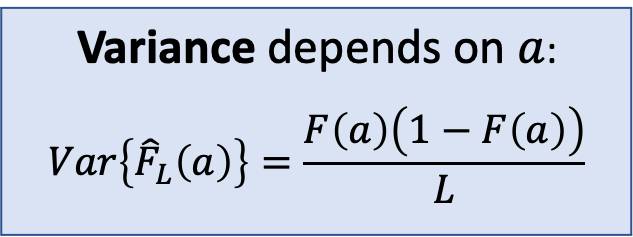 Variance depends on a:
Var{F̂_L(a)} = F(a)(1 − F(a)) / L